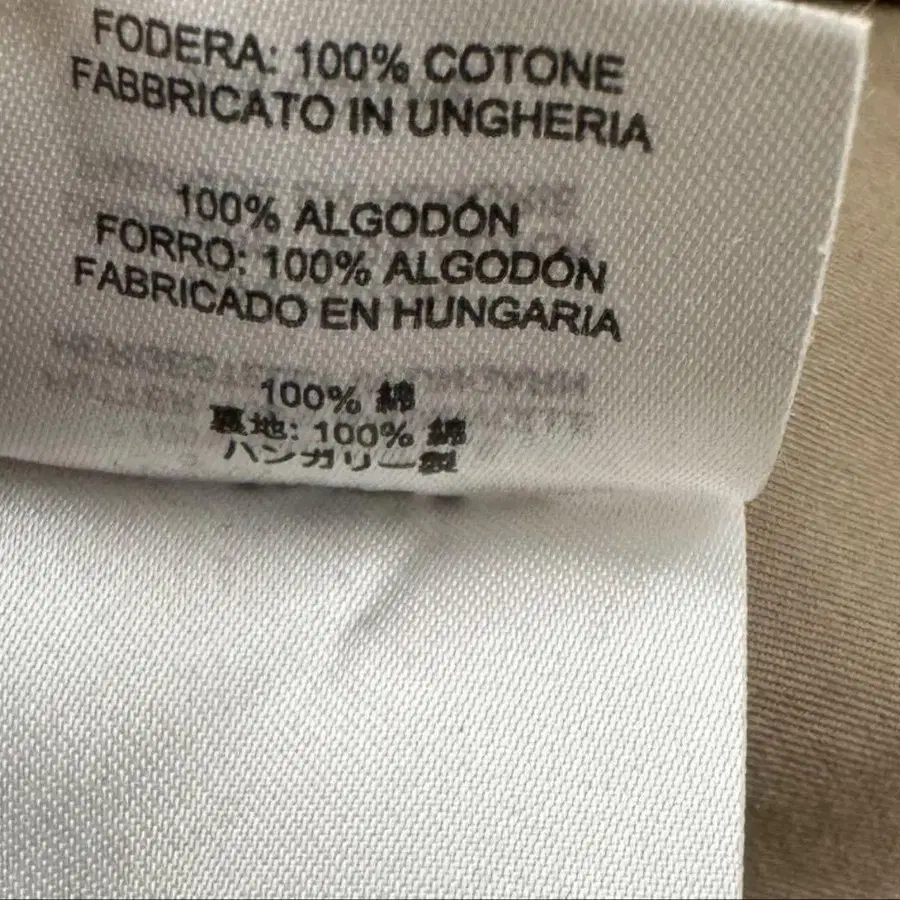 FODERA: 100% COTONE
FABBRICATO IN UNGHERIA
100% ALGODÓN
FORRO: 100% ALGODÓN
FABRICADO EN HUNGARIA
100% 綿
裏地: 100% 綿
ハンガリー製